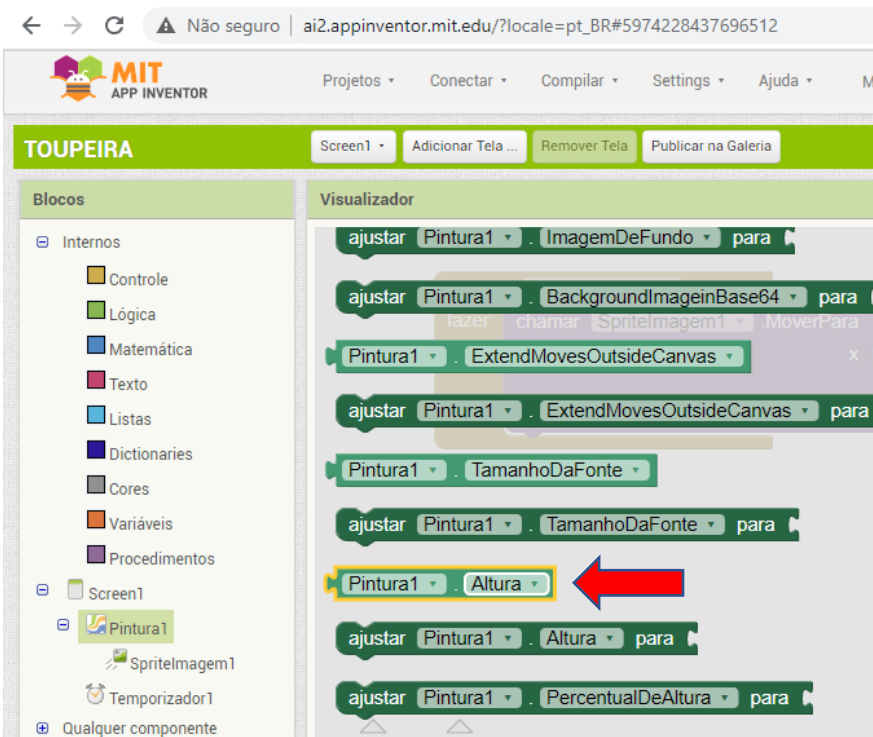 Não seguro | ai2.appinventor.mit.edu/?locale=pt_BR#5974228437696512
MIT
APP INVENTOR
Projetos Conectar Compilar Settings Ajuda M
TOUPEIRA
Screen1 Adicionar Tela ... Remover Tela Publicar na Galeria
Blocos
Visualizador
Internos
Controle
Lógica
Matemática
Texto
Listas
Dictionaries
Cores
Variáveis
Procedimentos
Screen1
Pintura1
SpriteImagem1
Temporizador1
Qualquer componente
ajustar Pintura1 . ImagemDeFundo para
ajustar Pintura1 . BackgroundImageinBase64 para
fazer chamar SpriteImagem1 .MoverPara
x
Pintura1 . ExtendMovesOutsideCanvas
ajustar Pintura1 . ExtendMovesOutsideCanvas para
Pintura1 . TamanhoDaFonte
ajustar Pintura1 . TamanhoDaFonte para
Pintura1 . Altura
ajustar Pintura1 . Altura para
ajustar Pintura1 . PercentualDeAltura para